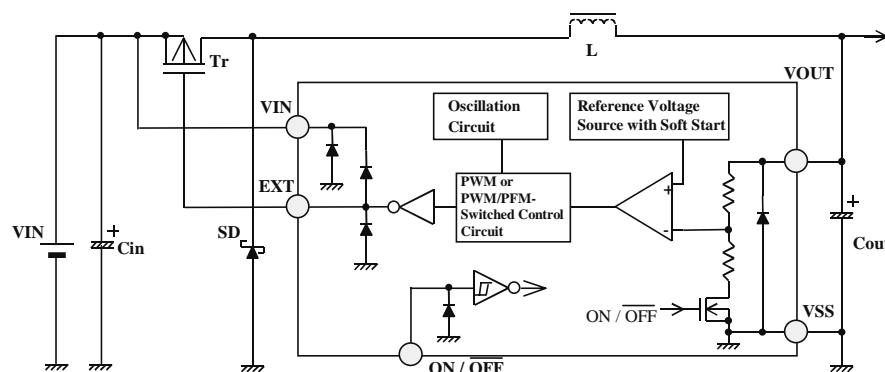 L
Tr
VOUT
VIN
Oscillation
Circuit
Reference Voltage
Source with Soft Start
EXT
PWM or
PWM/PFM-
Switched Control
Circuit
+
-
VIN
+
Cin
SD
+
Cout
ON / OFF
VSS
ON / OFF